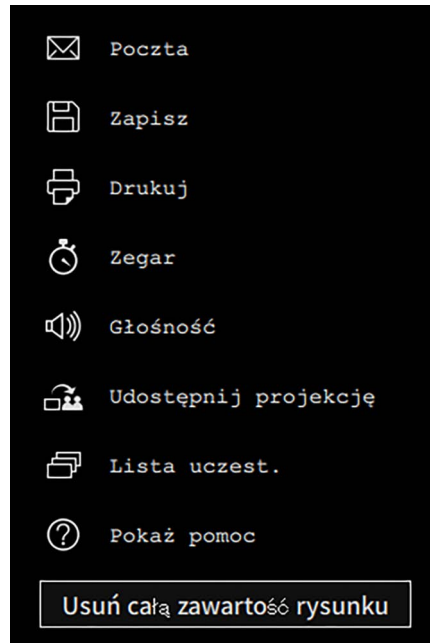 Poczta
Zapisz
Drukuj
Zegar
Głośność
Udostępnij projekcję
Lista uczest.
Pokaż pomoc
Usuń całą zawartość rysunku